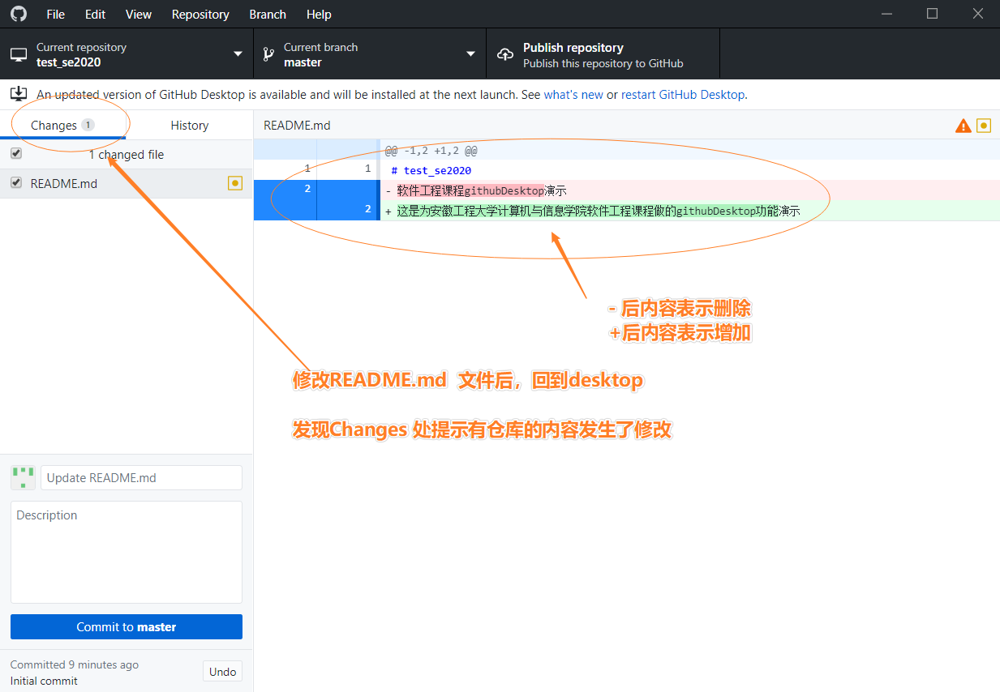 File Edit View Repository Branch Help
Current repository
test_se2020
Current branch
master
Publish repository
Publish this repository to GitHub
An updated version of GitHub Desktop is available and will be installed at the next launch. See what's new or restart GitHub Desktop.
Changes 1
History
README.md
1 changed file
README.md
@@ -1,2 +1,2 @@
1 1 # test_se2020
2 - 软件工程课程githubDesktop演示
2 + 这是为安徽工程大学计算机与信息学院软件工程课程做的githubDesktop功能演示
- 后内容表示删除
+后内容表示增加
修改README.md 文件后，回到desktop
发现Changes 处提示有仓库的内容发生了修改
Update README.md
Description
Commit to master
Committed 9 minutes ago
Initial commit
Undo